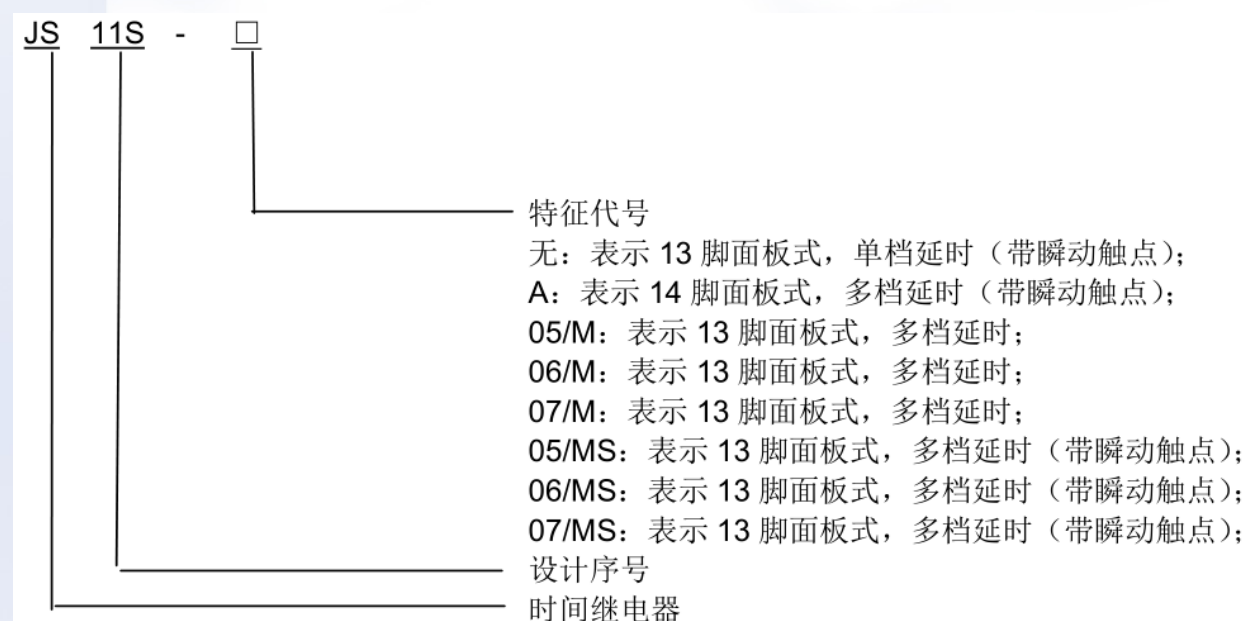 JS 11S - □
特征代号
无：表示 13 脚面板式，单档延时（带瞬动触点）；
A：表示 14 脚面板式，多档延时（带瞬动触点）；
05/M：表示 13 脚面板式，多档延时；
06/M：表示 13 脚面板式，多档延时；
07/M：表示 13 脚面板式，多档延时；
05/MS：表示 13 脚面板式，多档延时（带瞬动触点）；
06/MS：表示 13 脚面板式，多档延时（带瞬动触点）；
07/MS：表示 13 脚面板式，多档延时（带瞬动触点）；
设计序号
时间继电器